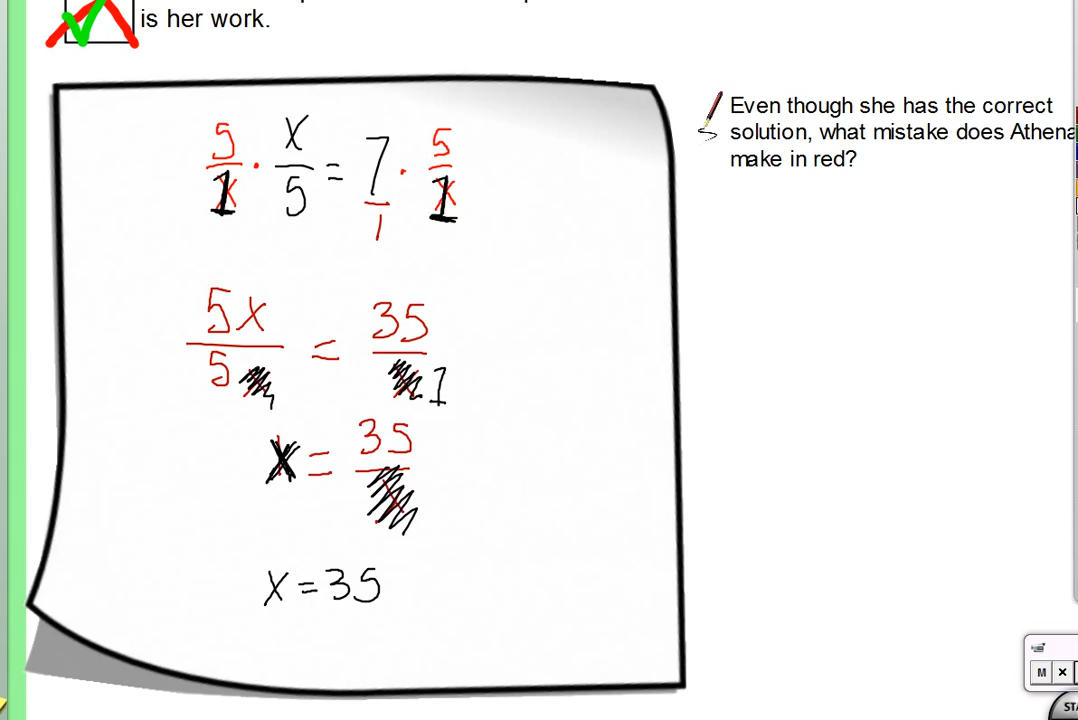 is her work.
Even though she has the correct
solution, what mistake does Athena
make in red?
5/1 · x/5 = 7/1 · 5/1
5x/5 = 35/1
x = 35
x = 35
M X